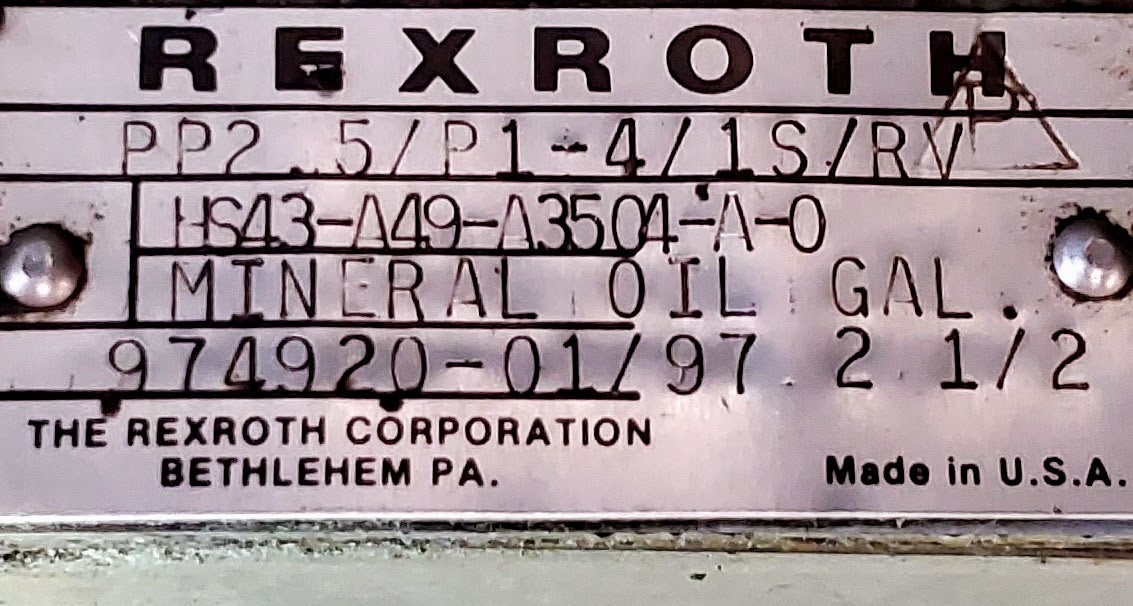 REXROTH
PP2.5/P1-4/1S/RV
P
HS43-A49-A3504-A-0
MINERAL OIL GAL.
974920-01/97 2 1/2
THE REXROTH CORPORATION
BETHLEHEM PA.
Made in U.S.A.